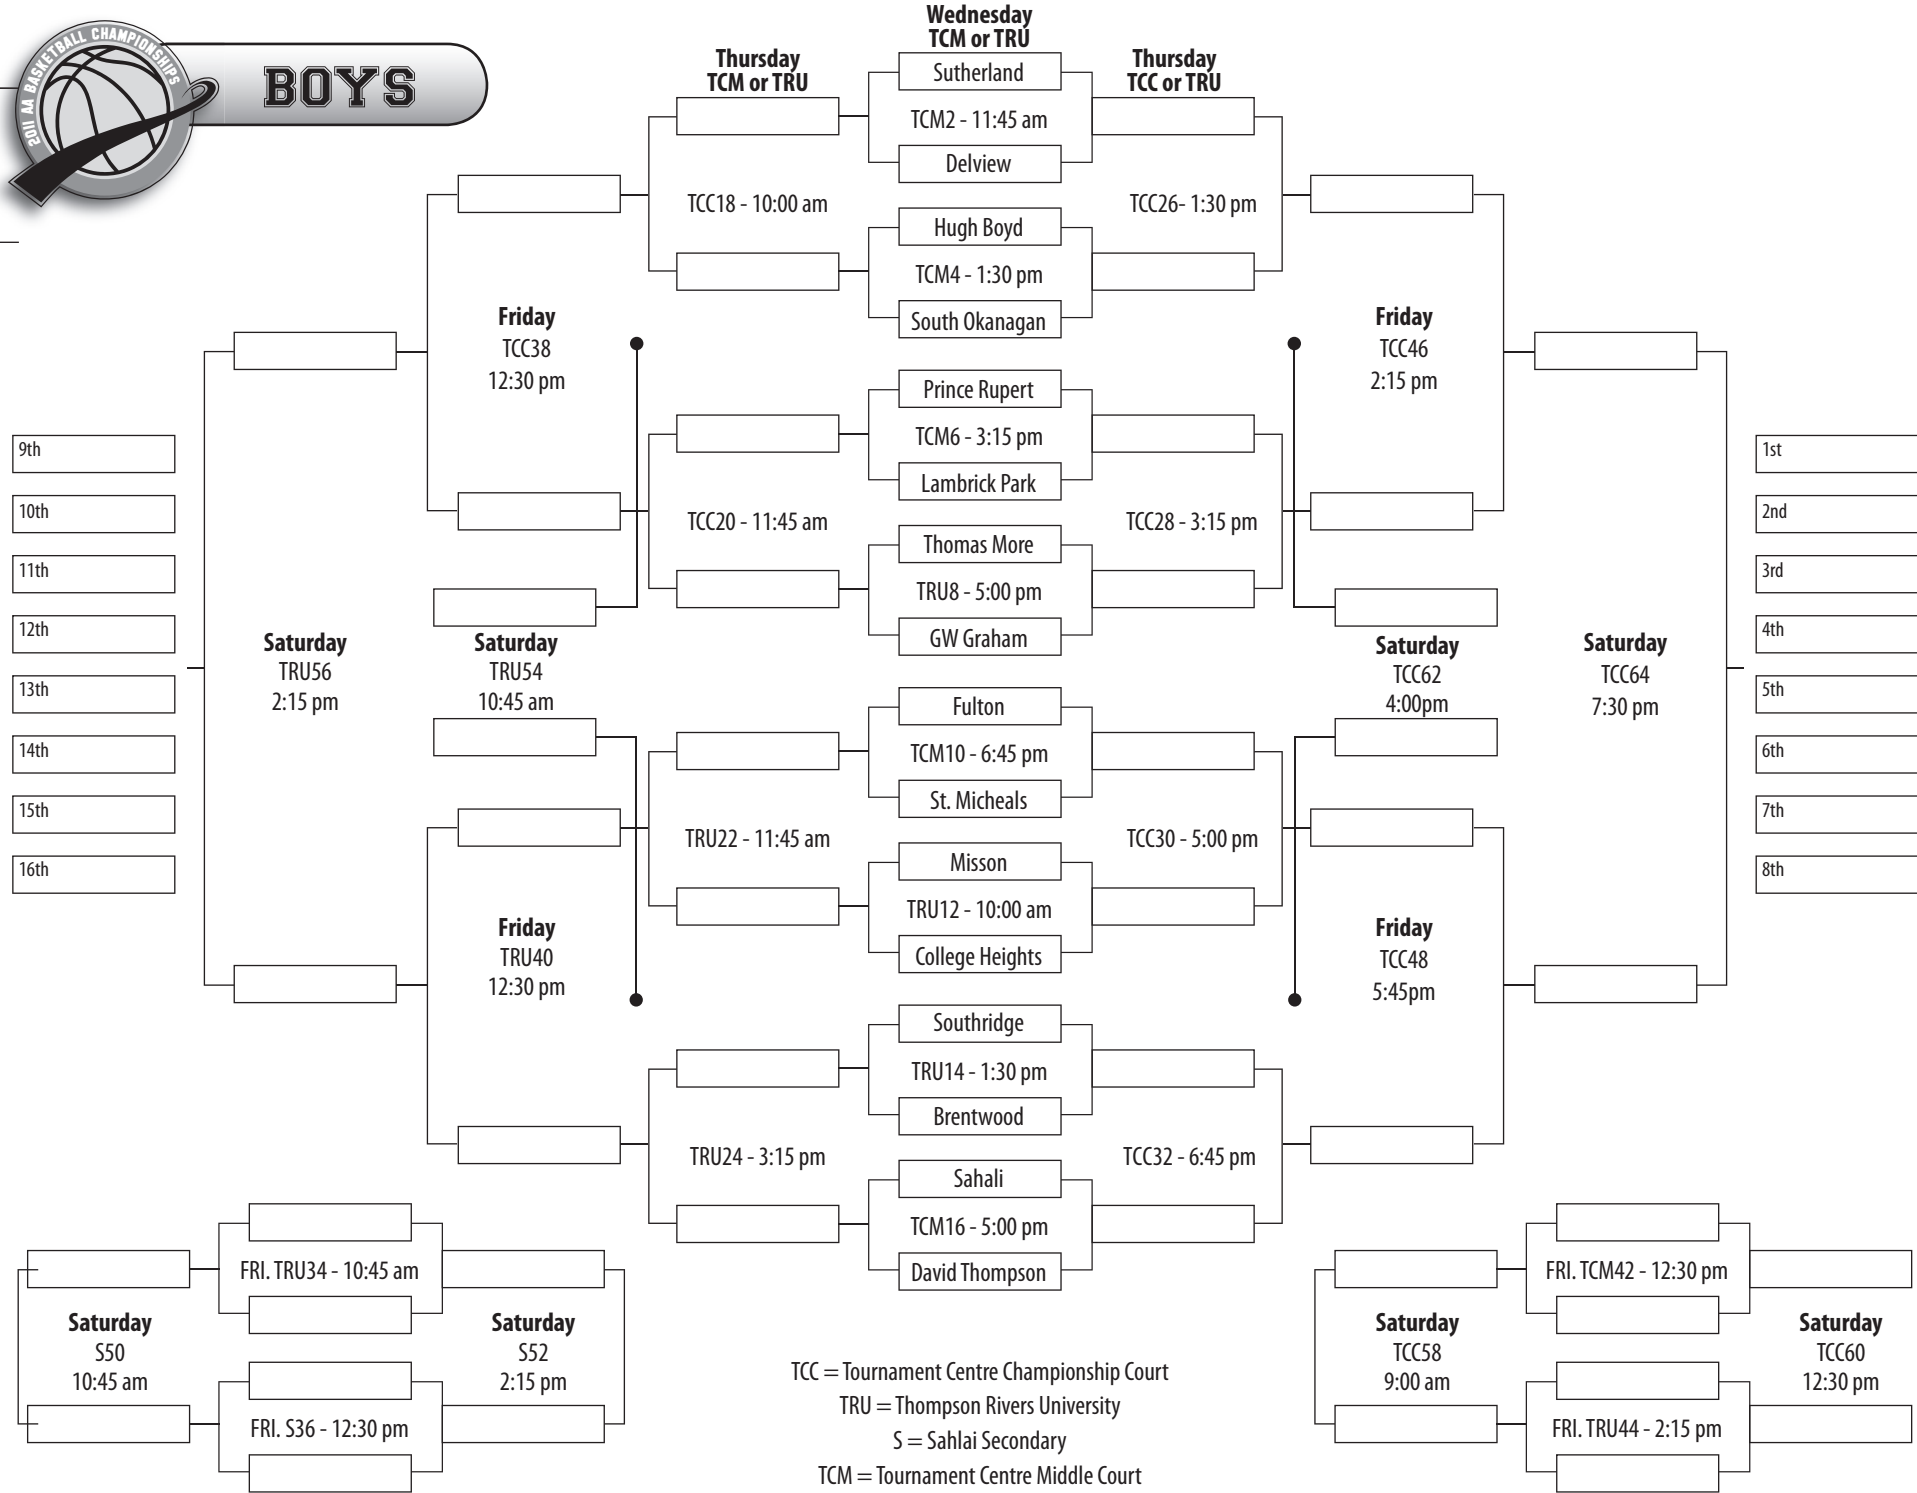 2011 AA BASKETBALL CHAMPIONSHIPS
BOYS
Wednesday
TCM or TRU
Thursday
TCM or TRU
Thursday
TCC or TRU
Sutherland
TCM2 - 11:45 am
Delview
TCC18 - 10:00 am
TCC26- 1:30 pm
Hugh Boyd
TCM4 - 1:30 pm
South Okanagan
Friday
TCC38
12:30 pm
Friday
TCC46
2:15 pm
Prince Rupert
TCM6 - 3:15 pm
Lambrick Park
TCC20 - 11:45 am
TCC28 - 3:15 pm
Thomas More
TRU8 - 5:00 pm
GW Graham
9th
10th
11th
12th
13th
14th
15th
16th
Saturday
TRU56
2:15 pm
Saturday
TRU54
10:45 am
Saturday
TCC62
4:00pm
Saturday
TCC64
7:30 pm
1st
2nd
3rd
4th
5th
6th
7th
8th
Fulton
TCM10 - 6:45 pm
St. Micheals
TRU22 - 11:45 am
TCC30 - 5:00 pm
Misson
TRU12 - 10:00 am
College Heights
Friday
TRU40
12:30 pm
Friday
TCC48
5:45pm
Southridge
TRU14 - 1:30 pm
Brentwood
TRU24 - 3:15 pm
TCC32 - 6:45 pm
Sahali
TCM16 - 5:00 pm
David Thompson
FRI. TRU34 - 10:45 am
Saturday
S50
10:45 am
Saturday
S52
2:15 pm
FRI. S36 - 12:30 pm
FRI. TCM42 - 12:30 pm
Saturday
TCC58
9:00 am
Saturday
TCC60
12:30 pm
FRI. TRU44 - 2:15 pm
TCC = Tournament Centre Championship Court
TRU = Thompson Rivers University
S = Sahlai Secondary
TCM = Tournament Centre Middle Court